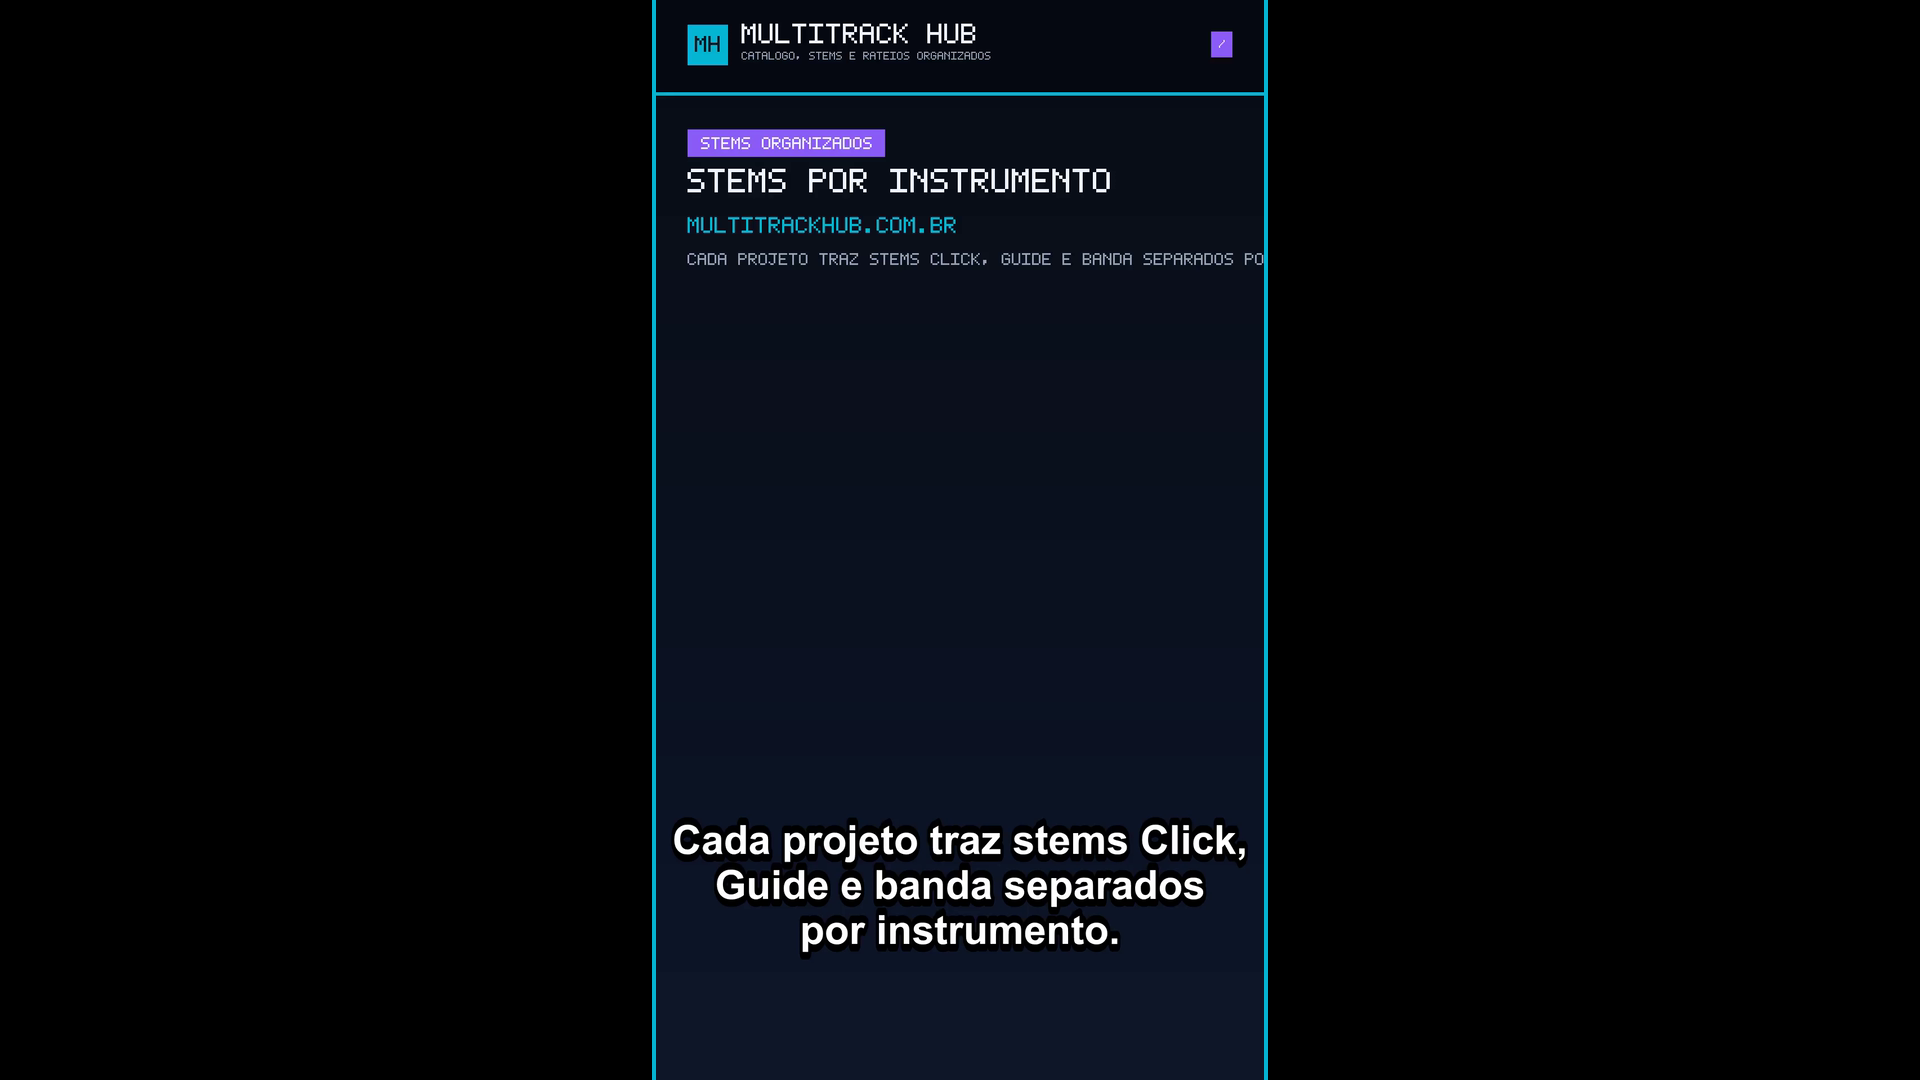 MH
MULTITRACK HUB
CATALOGO, STEMS E RATEIOS ORGANIZADOS
/
STEMS ORGANIZADOS
STEMS POR INSTRUMENTO
MULTITRACKHUB.COM.BR
CADA PROJETO TRAZ STEMS CLICK, GUIDE E BANDA SEPARADOS PO
Cada projeto traz stems Click,
Guide e banda separados
por instrumento.